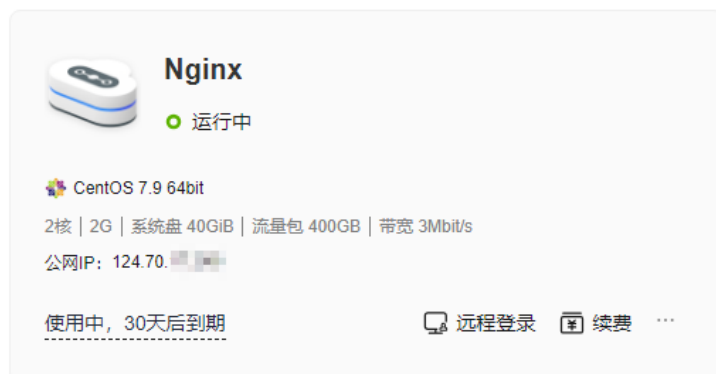 Nginx
运行中
CentOS 7.9 64bit
2核 | 2G | 系统盘 40GiB | 流量包 400GB | 带宽 3Mbit/s
公网IP： 124.70.
使用中，30天后到期 远程登录 续费 ...